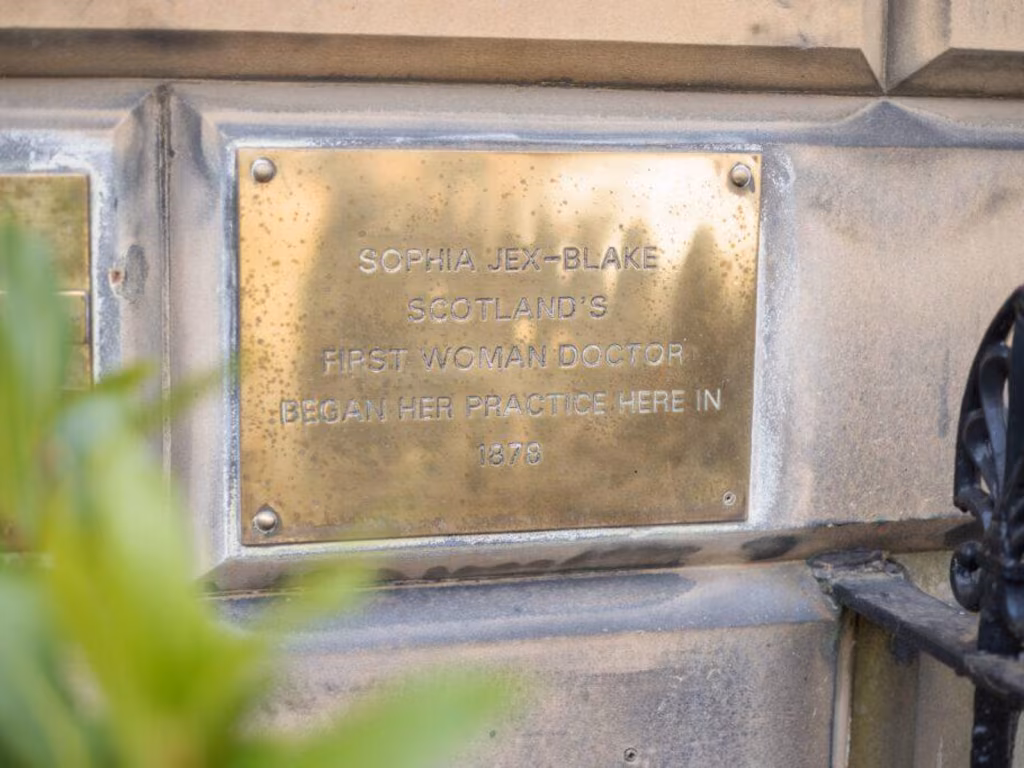 SOPHIA JEX-BLAKE
SCOTLAND'S
FIRST WOMAN DOCTOR
BEGAN HER PRACTICE HERE IN
1878